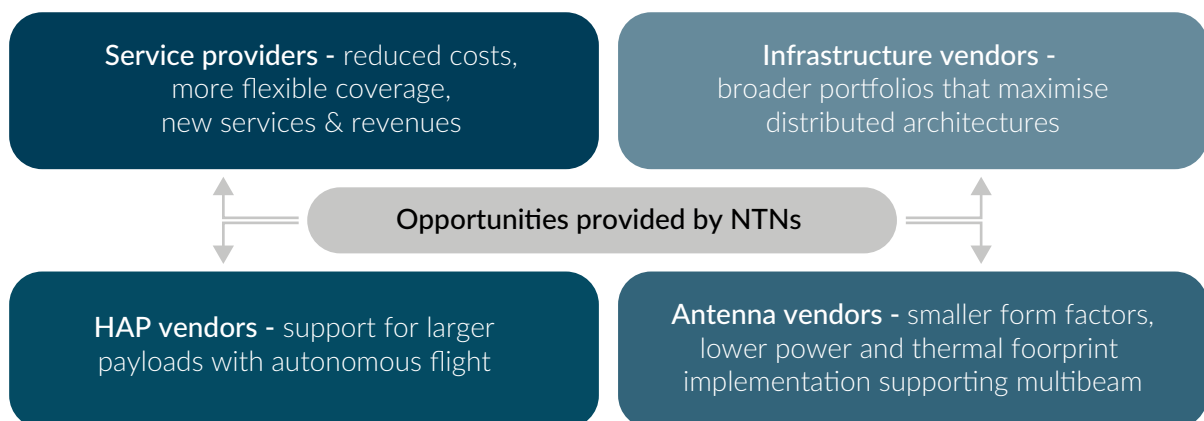 Service providers - reduced costs,
more flexible coverage,
new services & revenues
Infrastructure vendors -
broader portfolios that maximise
distributed architectures
Opportunities provided by NTNs
HAP vendors - support for larger
payloads with autonomous flight
Antenna vendors - smaller form factors,
lower power and thermal foorprint
implementation supporting multibeam